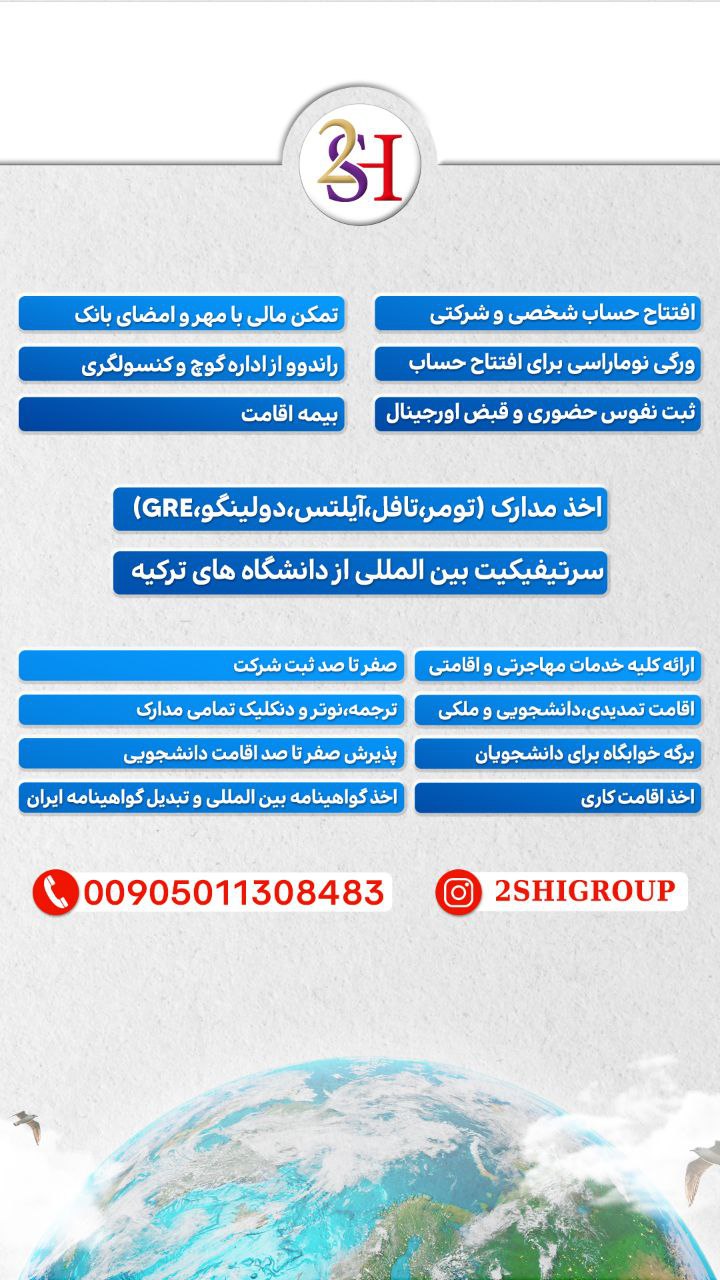 2SH
افتتاح حساب شخصی و شرکتی
تمکن مالی با مهر و امضای بانک
ورگی نوماراسی برای افتتاح حساب
راندوو از اداره گوچ و کنسولگری
ثبت نفوس حضوری و قبض اورجینال
بیمه اقامت
اخذ مدارک (تومر،تافل،آیلتس،دولینگو،GRE)
سرتیفیکیت بین المللی از دانشگاه های ترکیه
ارائه کلیه خدمات مهاجرتی و اقامتی
صفر تا صد ثبت شرکت
اقامت تمدیدی،دانشجویی و ملکی
ترجمه،نوتر و دنکلیک تمامی مدارک
برگه خوابگاه برای دانشجویان
پذیرش صفر تا صد اقامت دانشجویی
اخذ اقامت کاری
اخذ گواهینامه بین المللی و تبدیل گواهینامه ایران
00905011308483
2SHIGROUP